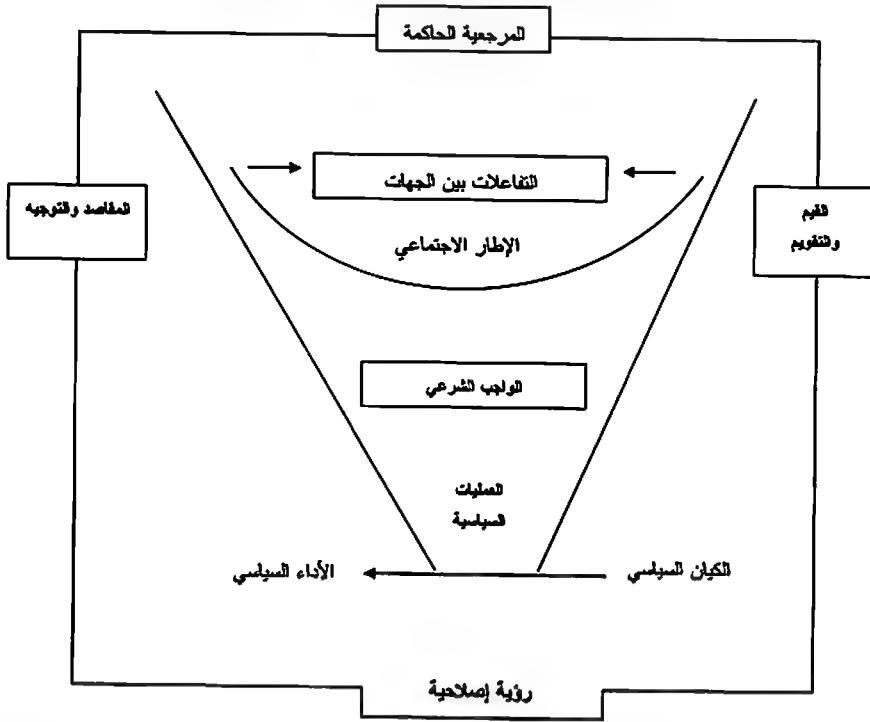 المرجعية الحاكمة
التفاعلات بين الجهات
القيم
والتقويم
المقاصد والتوجيه
الإطار الاجتماعي
الواجب الشرعي
العمليات
السياسية
الكيان السياسي
الأداء السياسي
رؤية إصلاحية